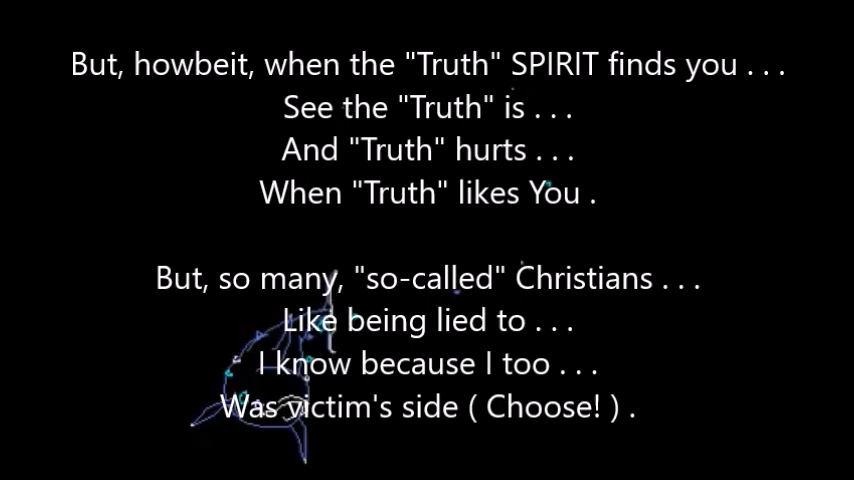 But, howbeit, when the "Truth" SPIRIT finds you . . .
See the "Truth" is . . .
And "Truth" hurts . . .
When "Truth" likes You .
But, so many, "so-called" Christians . . .
Like being lied to . . .
I know because I too . . .
Was victim's side ( Choose! ) .